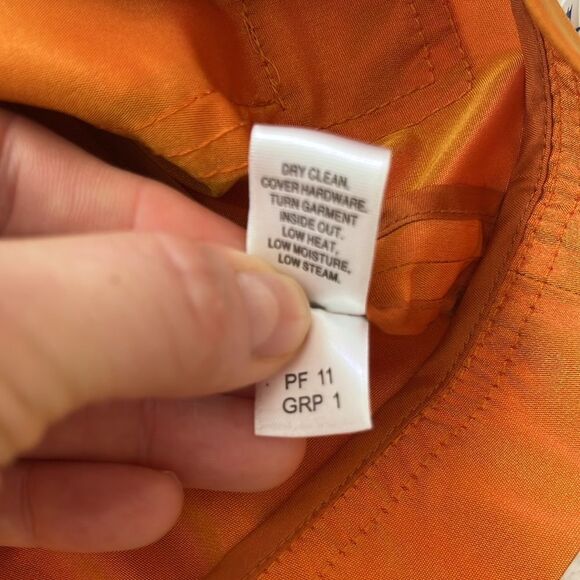 DRY CLEAN.
COVER HARDWARE.
TURN GARMENT
INSIDE OUT.
LOW HEAT,
LOW MOISTURE,
LOW STEAM.
PF 11
GRP 1